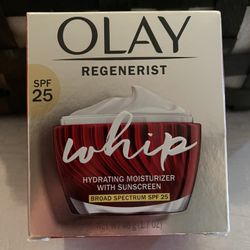 OLAY
REGENERIST
SPF
25
whip
HYDRATING MOISTURIZER
WITH SUNSCREEN
BROAD SPECTRUM SPF 25